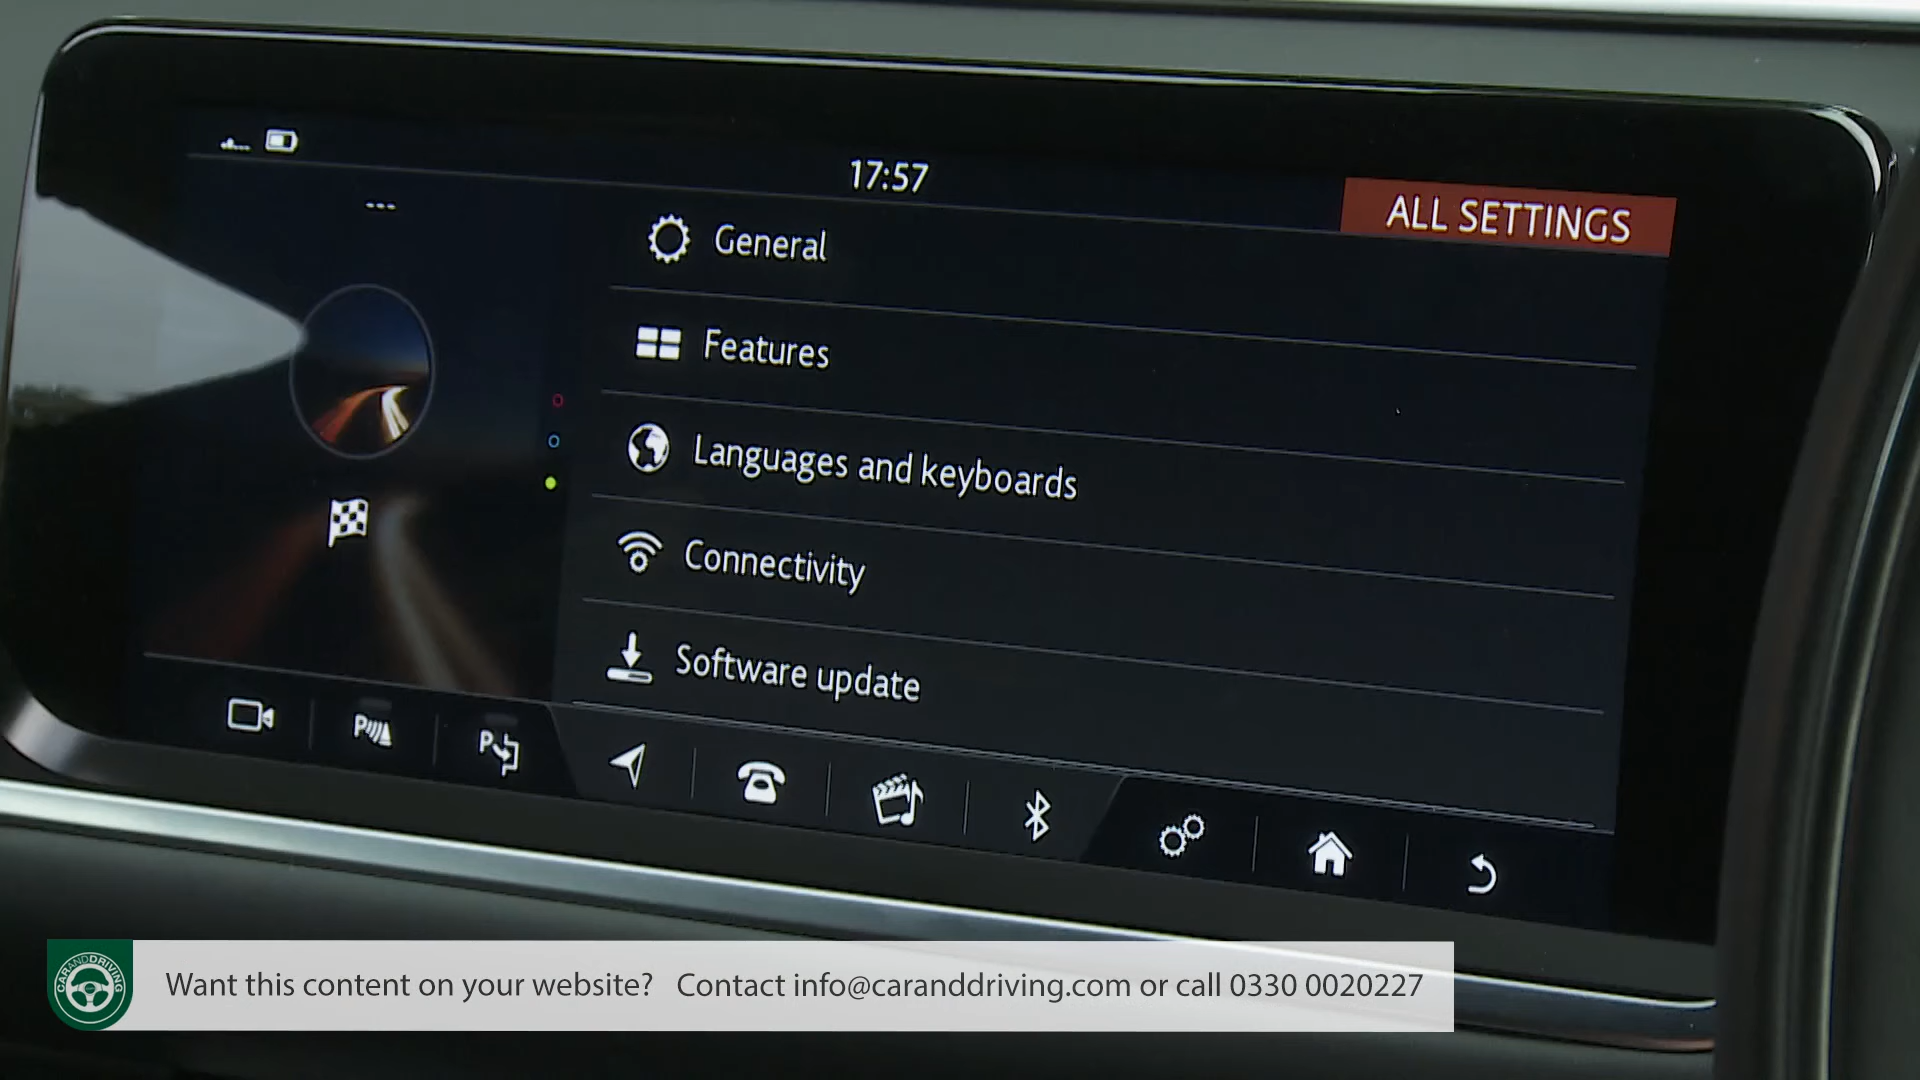 17:57
ALL SETTINGS
General
Features
Languages and keyboards
Connectivity
Software update
P
P
CARANDDRIVING
Want this content on your website? Contact info@caranddriving.com or call 0330 0020227